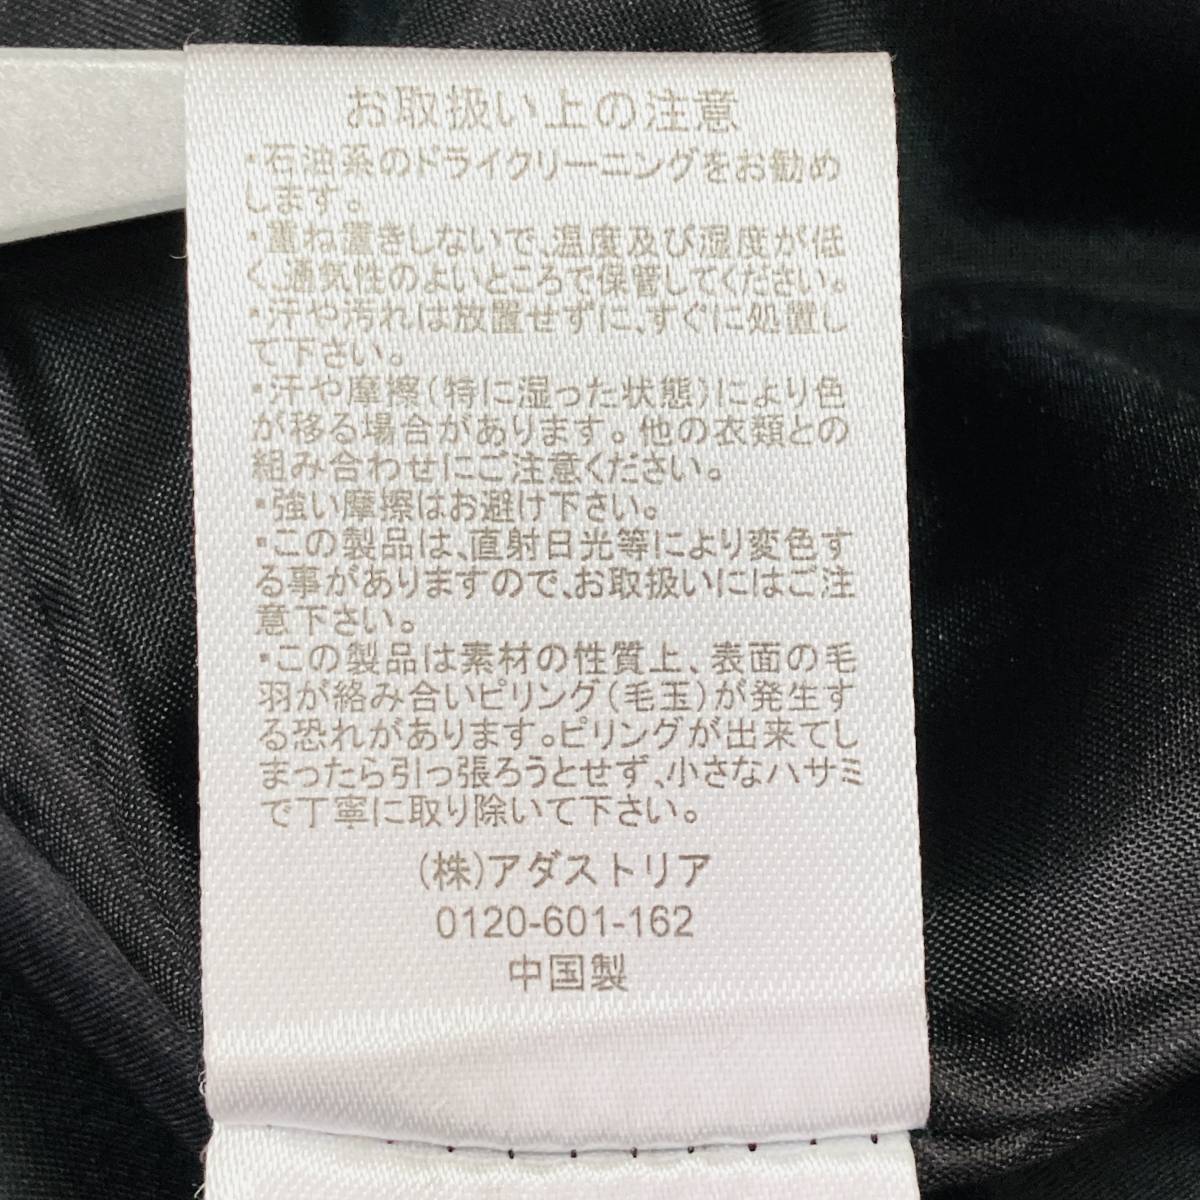 お取扱い上の注意
・石油系のドライクリーニングをお勧め
します。
・重ね置きしないで、温度及び湿度が低
く、通気性のよいところで保管してください。
・汗や汚れは放置せずに、すぐに処置し
て下さい。
・汗や摩擦(特に湿った状態)により色
が移る場合があります。他の衣類との
組み合わせにご注意ください。
・強い摩擦はお避け下さい。
・この製品は、直射日光等により変色す
る事がありますので、お取扱いにはご注
意下さい。
・この製品は素材の性質上、表面の毛
羽が絡み合いピリング(毛玉)が発生す
る恐れがあります。ピリングが出来てし
まったら引っ張ろうとせず、小さなハサミ
で丁寧に取り除いて下さい。
(株)アダストリア
0120-601-162
中国製